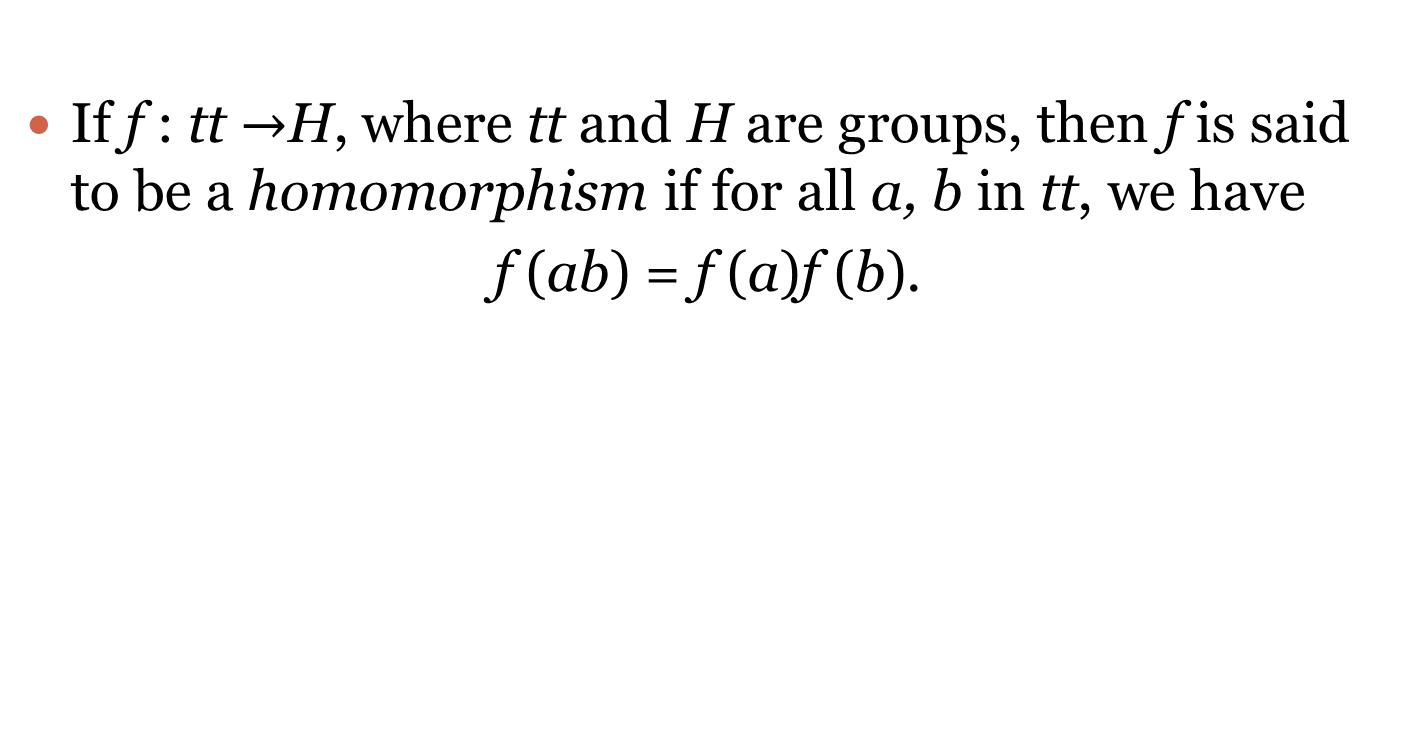 • If f : tt → H, where tt and H are groups, then f is said
to be a homomorphism if for all a, b in tt, we have
f (ab) = f (a)f (b).